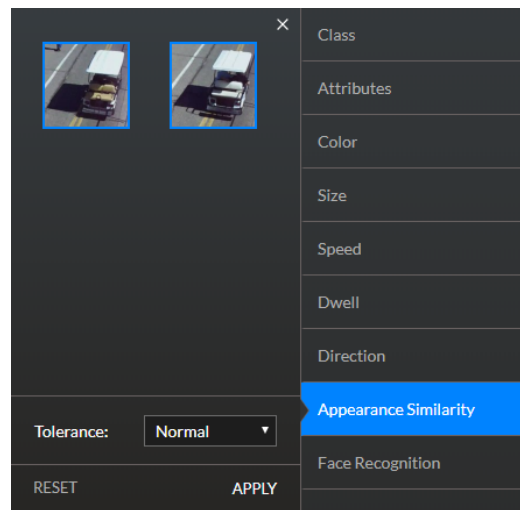 ×
Tolerance:
Normal
RESET
APPLY
Class
Attributes
Color
Size
Speed
Dwell
Direction
Appearance Similarity
Face Recognition